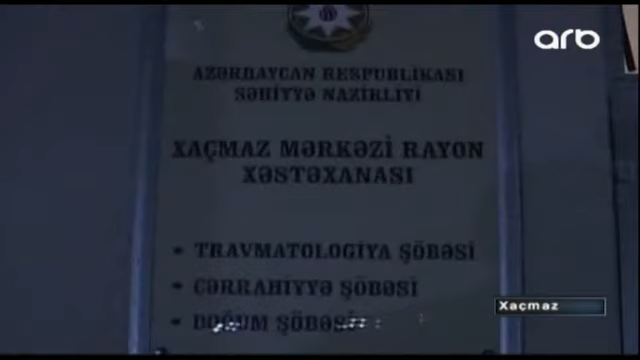 arb
AZƏRBAYCAN RESPUBLİKASI
SƏHİYYƏ NAZİRLİYİ
XAÇMAZ MƏRKƏZİ RAYON
XƏSTƏXANASI
- TRAVMATOLOGİYA ŞÖBƏSİ
- CƏRRAHİYYƏ ŞÖBƏSİ
- DOĞUM ŞÖBƏSİ
Xaçmaz